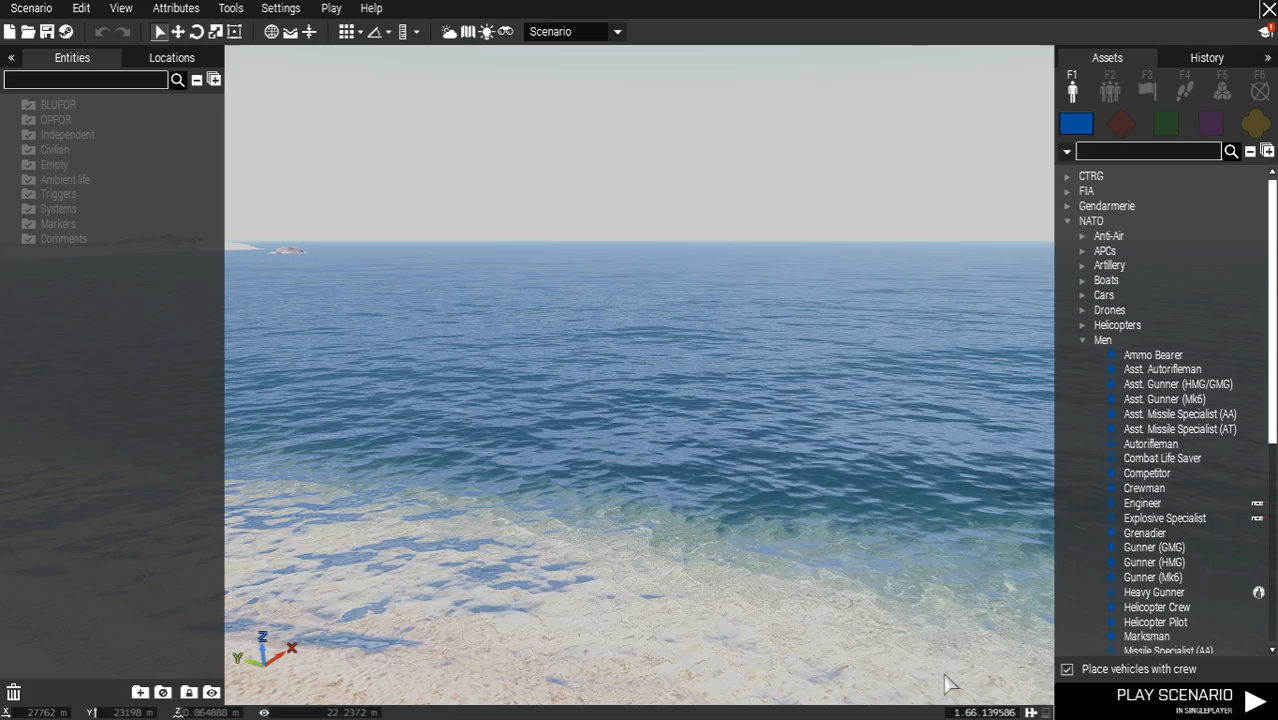 Scenario Edit View Attributes Tools Settings Play Help
Scenario
Entities Locations
BLUFOR
OPFOR
Independent
Civilian
Empty
Ambient life
Triggers
Systems
Markers
Comments
Z
X
Y
X 27762 m Y 23198 m Z 0.864888 m 22.2372 m
1.66.139586
Assets History
F1 F2 F3 F4 F5 F6
CTRG
FIA
Gendarmerie
NATO
Anti-Air
APCs
Artillery
Boats
Cars
Drones
Helicopters
Men
Ammo Bearer
Asst. Autorifleman
Asst. Gunner (HMG/GMG)
Asst. Gunner (Mk6)
Asst. Missile Specialist (AA)
Asst. Missile Specialist (AT)
Autorifleman
Combat Life Saver
Competitor
Crewman
Engineer
Explosive Specialist
Grenadier
Gunner (GMG)
Gunner (HMG)
Gunner (Mk6)
Heavy Gunner
Helicopter Crew
Helicopter Pilot
Marksman
Missile Specialist (AA)
Place vehicles with crew
PLAY SCENARIO
IN SINGLEPLAYER